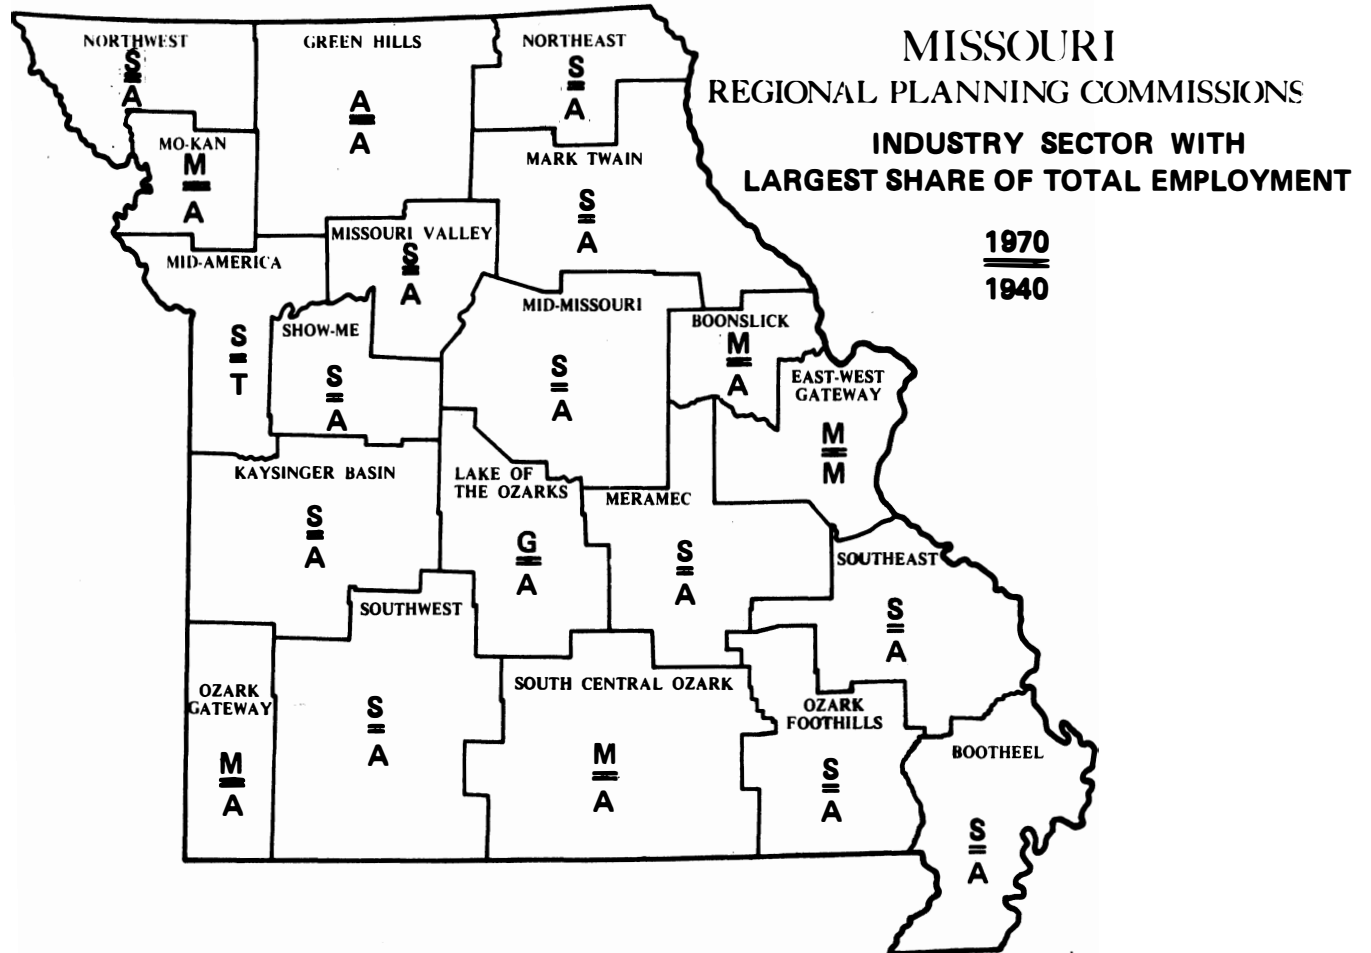 MISSOURI
REGIONAL PLANNING COMMISSIONS
INDUSTRY SECTOR WITH
LARGEST SHARE OF TOTAL EMPLOYMENT
1970
1940
NORTHWEST
S
A
GREEN HILLS
A
A
NORTHEAST
S
A
MO-KAN
M
A
MARK TWAIN
S
A
MISSOURI VALLEY
S
A
MID-AMERICA
S
T
SHOW-ME
S
A
MID-MISSOURI
S
A
BOONSLICK
M
A
EAST-WEST
GATEWAY
M
M
KAYSINGER BASIN
S
A
LAKE OF
THE OZARKS
G
A
MERAMEC
S
A
SOUTHEAST
S
A
SOUTHWEST
S
A
OZARK
GATEWAY
M
A
SOUTH CENTRAL OZARK
M
A
OZARK
FOOTHILLS
S
A
BOOTHEEL
S
A